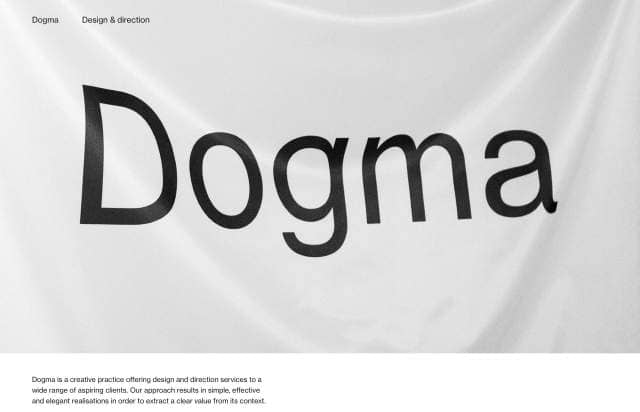 Dogma
Design & direction
Dogma
Dogma is a creative practice offering design and direction services to a
wide range of aspiring clients. Our approach results in simple, effective
and elegant realisations in order to extract a clear value from its context.